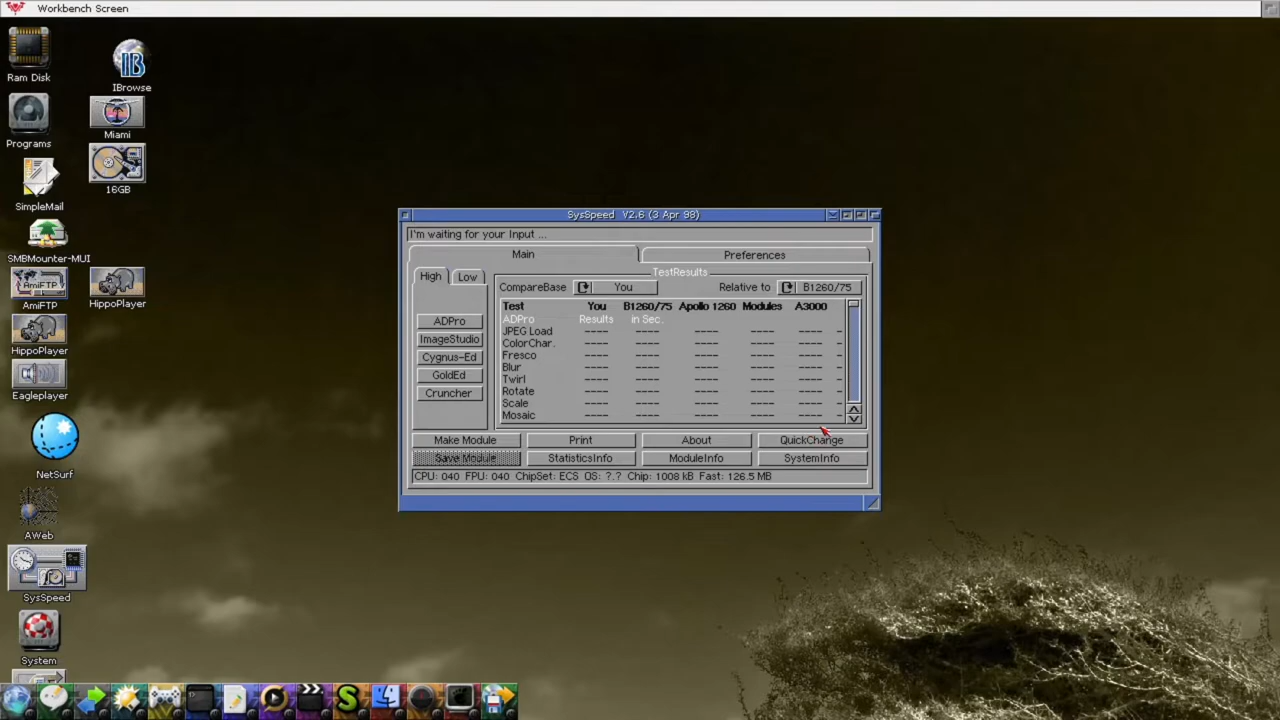 Workbench Screen
Ram Disk
IBrowse
Programs
Miami
SimpleMail
16GB
SMBMounter-MUI
AmiFTP
AmiFTP
HippoPlayer
HippoPlayer
Eagleplayer
NetSurf
AWeb
SysSpeed
System
SysSpeed V2.6 (3 Apr 98)
I'm waiting for your Input ...
Main Preferences
High Low
TestResults
CompareBase You Relative to B1260/75
Test You B1260/75 Apollo 1260 Modules A3000
ADPro Results in Sec.
JPEG Load ---- ---- ---- ---- ---- -
ColorChar. ---- ---- ---- ---- ---- -
Fresco ---- ---- ---- ---- ---- -
Blur ---- ---- ---- ---- ---- -
Twirl ---- ---- ---- ---- ---- -
Rotate ---- ---- ---- ---- ---- -
Scale ---- ---- ---- ---- ---- -
Mosaic ---- ---- ---- ---- ---- -
ADPro
ImageStudio
Cygnus-Ed
GoldEd
Cruncher
Make Module Print About QuickChange
Save Module StatisticsInfo ModuleInfo SystemInfo
CPU: 040 FPU: 040 ChipSet: ECS OS: ?.? Chip: 1008 kB Fast: 126.5 MB